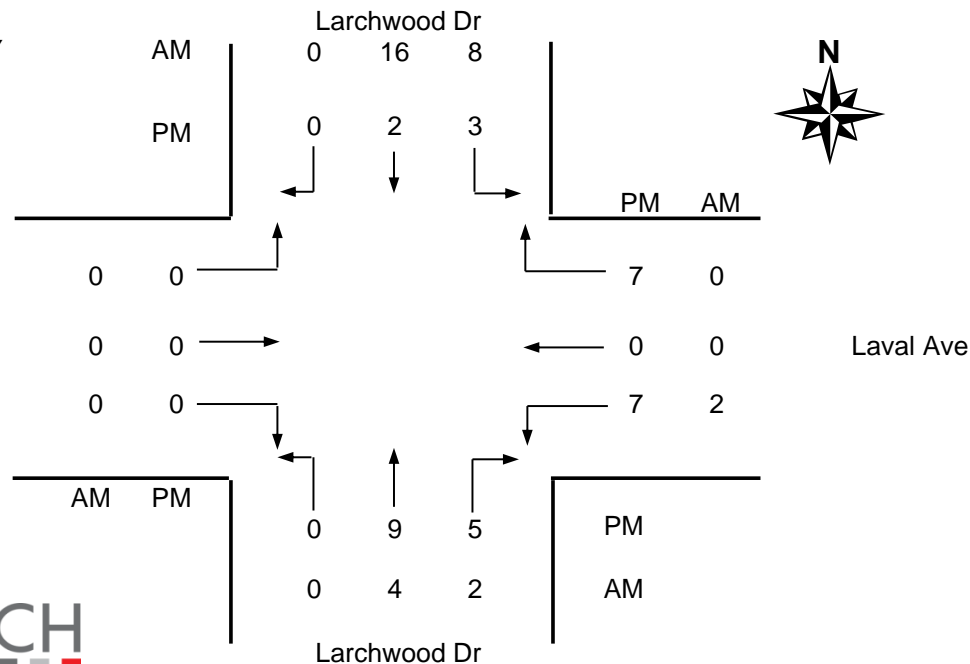 Larchwood Dr
AM 0 16 8
N
PM 0 2 3
PM AM
0 0 7 0
0 0 0 0 Laval Ave
0 0 7 2
AM PM
0 9 5 PM
0 4 2 AM
CH
Larchwood Dr